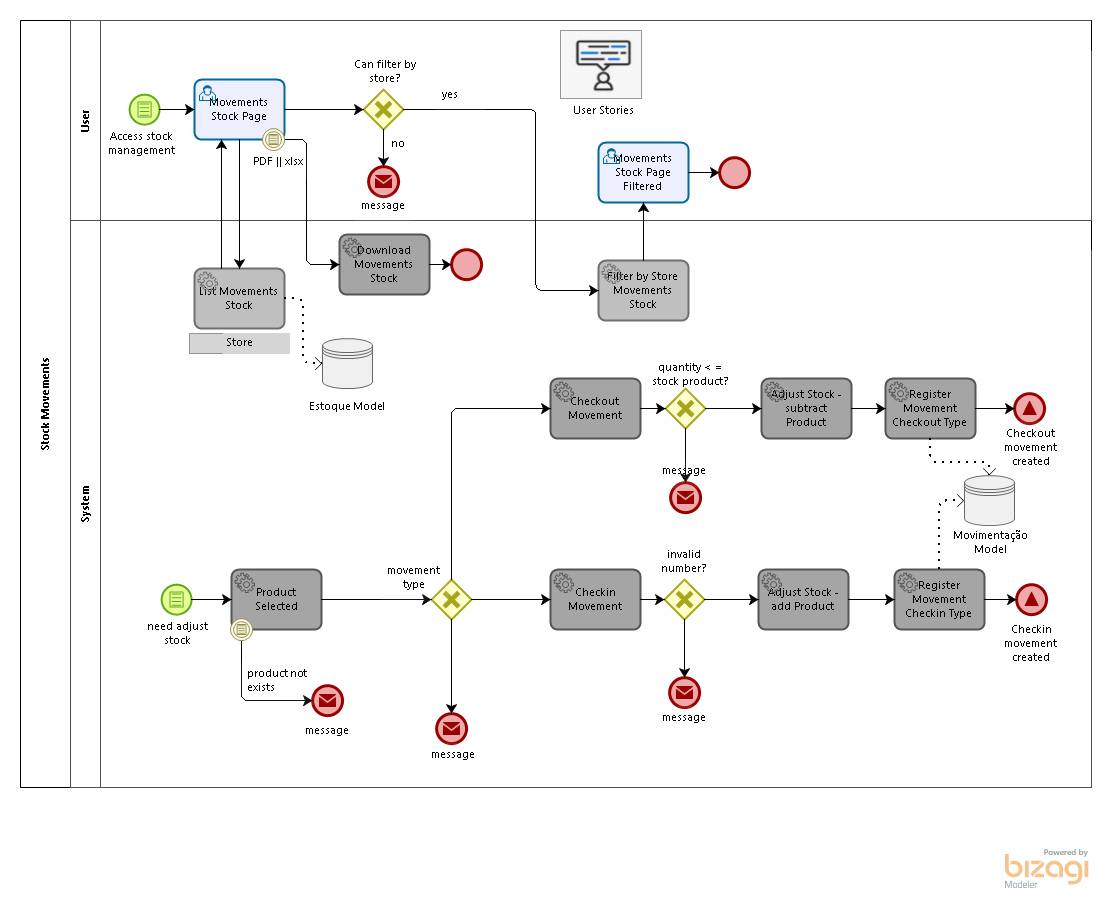 Stock Movements
User
System
Can filter by
store?
yes
no
message
Movements
Stock Page
Access stock
management
PDF || xlsx
User Stories
Movements
Stock Page
Filtered
Download
Movements
Stock
List Movements
Stock
Store
Estoque Model
Filter by Store
Movements
Stock
quantity < =
stock product?
Checkout
Movement
message
Adjust Stock -
subtract
Product
Register
Movement
Checkout Type
Checkout
movement
created
Movimentação
Model
need adjust
stock
Product
Selected
product not
exists
message
movement
type
message
Checkin
Movement
invalid
number?
message
Adjust Stock -
add Product
Register
Movement
Checkin Type
Checkin
movement
created
Powered by
bizagi
Modeler